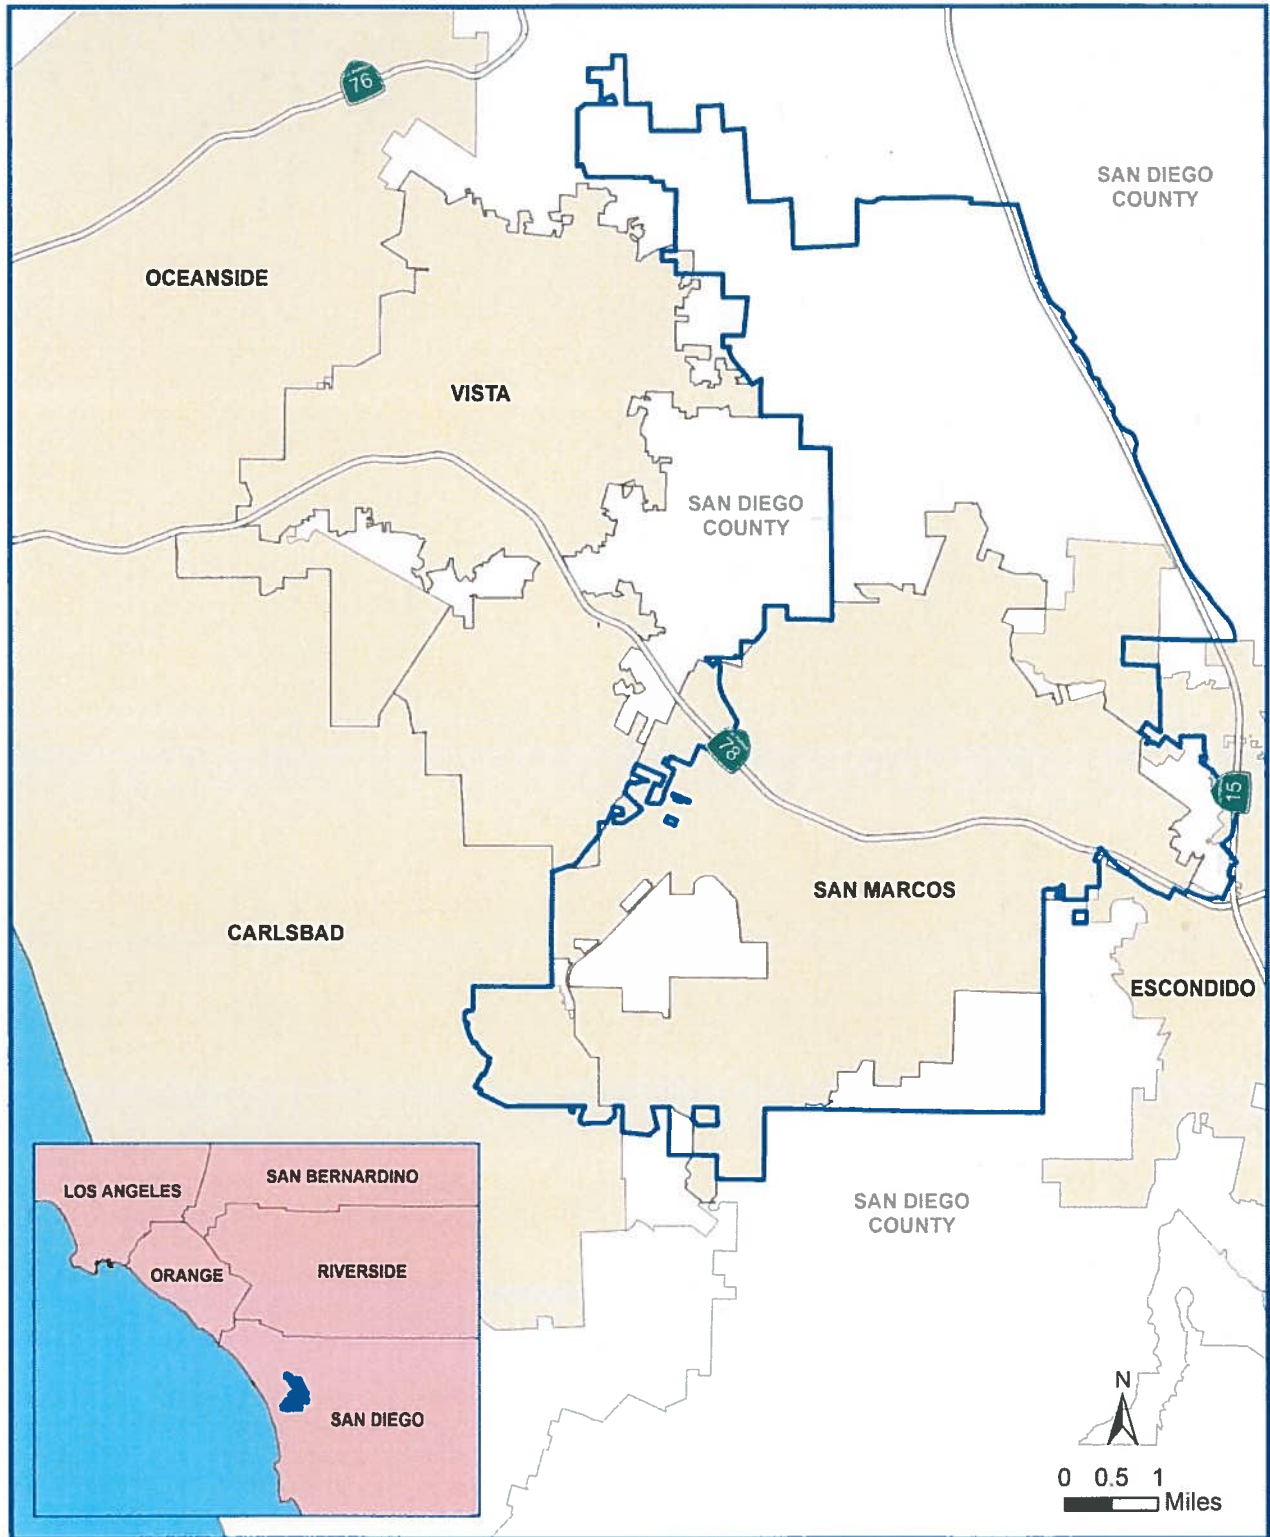 76
SAN DIEGO
COUNTY
OCEANSIDE
VISTA
SAN DIEGO
COUNTY
78
15
SAN MARCOS
CARLSBAD
ESCONDIDO
SAN DIEGO
COUNTY
LOS ANGELES
SAN BERNARDINO
ORANGE
RIVERSIDE
SAN DIEGO
N
0 0.5 1
Miles